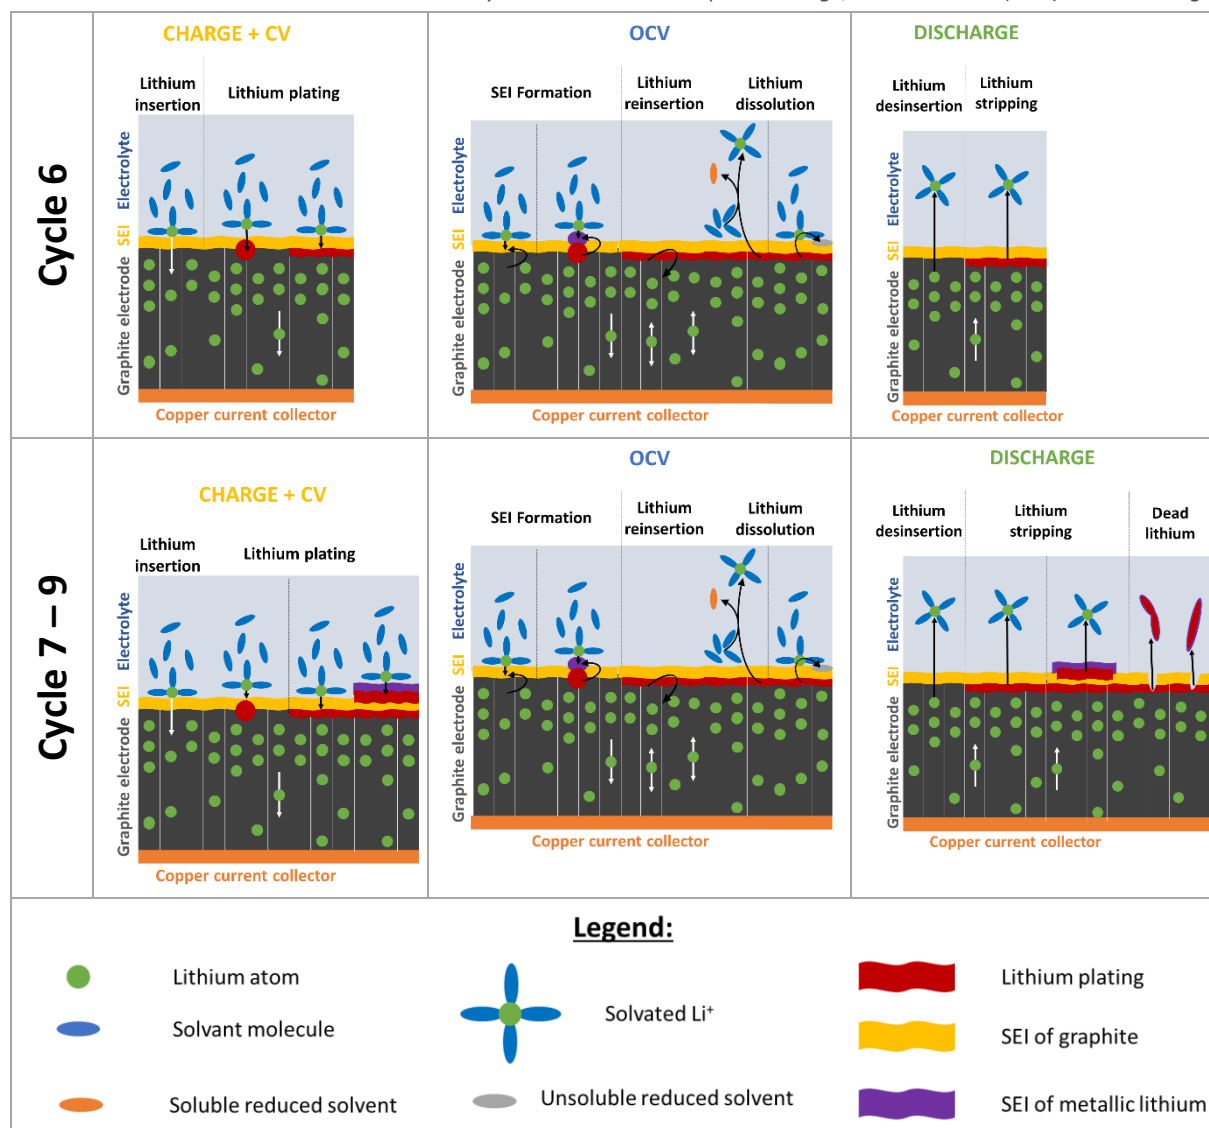 CHARGE + CV
OCV
DISCHARGE
Cycle 6
Lithium
insertion
Lithium plating
Electrolyte
SEI
Graphite electrode
Copper current collector
SEI Formation
Lithium
reinsertion
Lithium
dissolution
Electrolyte
SEI
Graphite electrode
Copper current collector
Lithium
desinsertion
Lithium
stripping
Electrolyte
SEI
Graphite electrode
Copper current collector
Cycle 7 – 9
CHARGE + CV
Lithium
insertion
Lithium plating
Electrolyte
SEI
Graphite electrode
Copper current collector
OCV
SEI Formation
Lithium
reinsertion
Lithium
dissolution
Electrolyte
SEI
Graphite electrode
Copper current collector
DISCHARGE
Lithium
desinsertion
Lithium
stripping
Dead
lithium
Electrolyte
SEI
Graphite electrode
Copper current collector
Legend:
Lithium atom
Solvant molecule
Soluble reduced solvent
Solvated Li⁺
Unsoluble reduced solvent
Lithium plating
SEI of graphite
SEI of metallic lithium